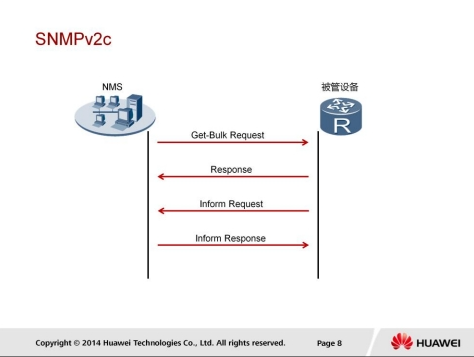 SNMPv2c
NMS
被管设备
R
Get-Bulk Request
Response
Inform Request
Inform Response
Copyright © 2014 Huawei Technologies Co., Ltd. All rights reserved.
Page 8
HUAWEI